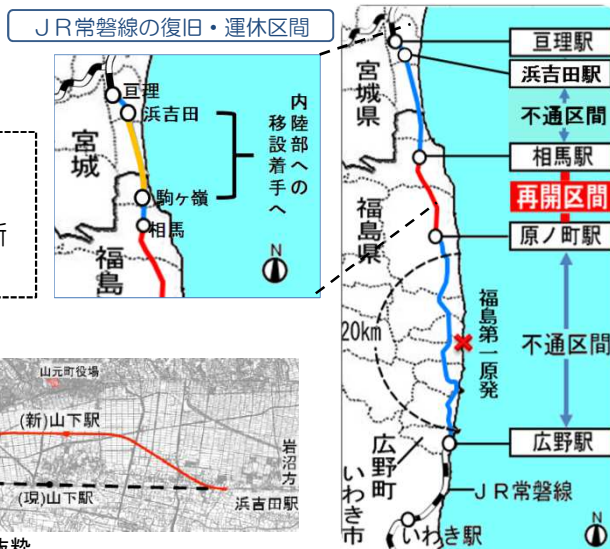 ＪＲ常磐線の復旧・運休区間
亘理
浜吉田
宮城
駒ヶ嶺
相馬
福島
内陸部への
移設着手へ
N
所
亘理駅
浜吉田駅
不通区間
相馬駅
再開区間
原ノ町駅
不通区間
広野駅
宮城県
福島県
20km
福島第一原発
広野町
いわき市
ＪＲ常磐線
いわき駅
N
山元町役場
(新)山下駅
(現)山下駅
岩沼方
浜吉田駅
抜粋